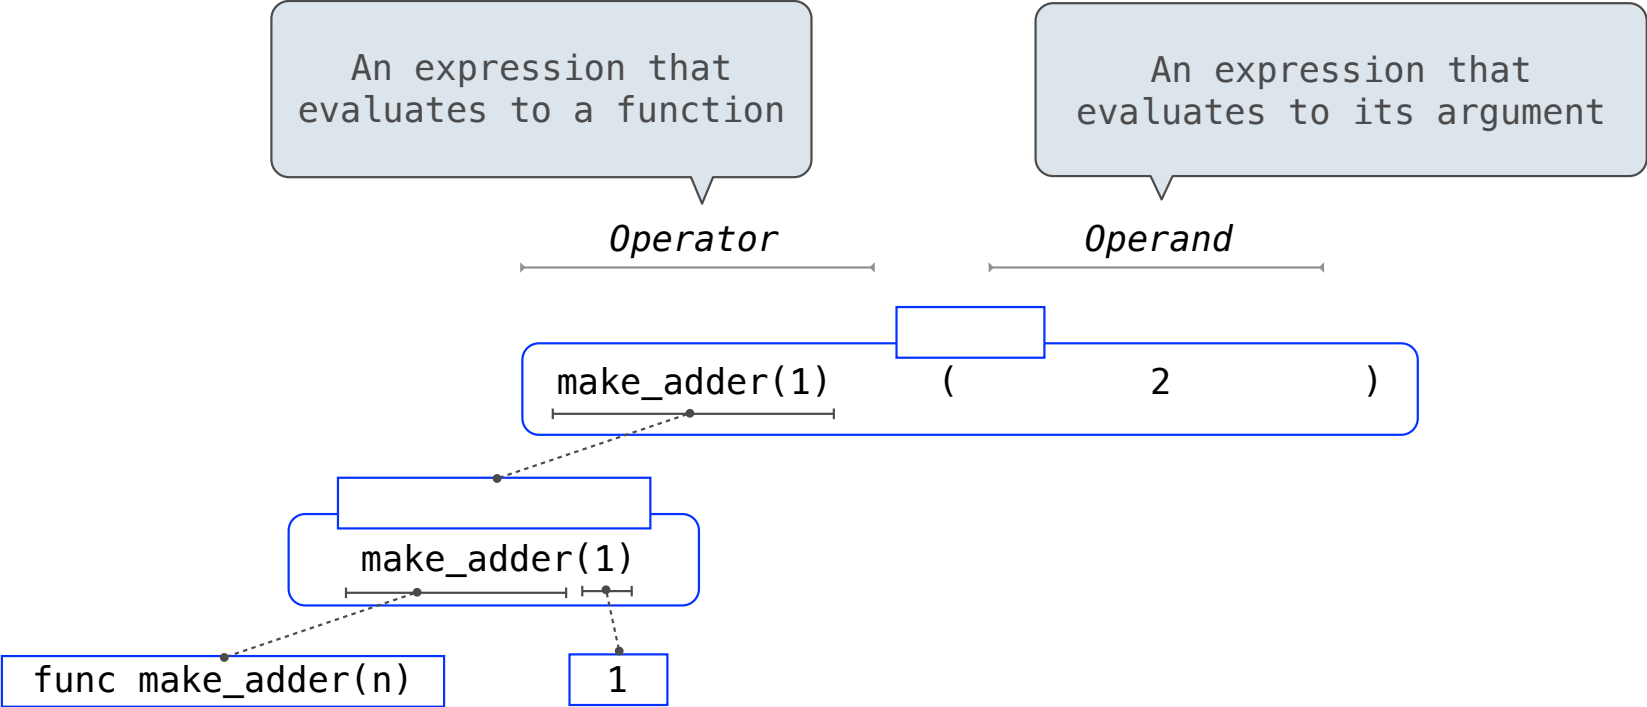 An expression that
evaluates to a function
An expression that
evaluates to its argument
Operator
Operand
make_adder(1) ( 2 )
make_adder(1)
func make_adder(n)
1